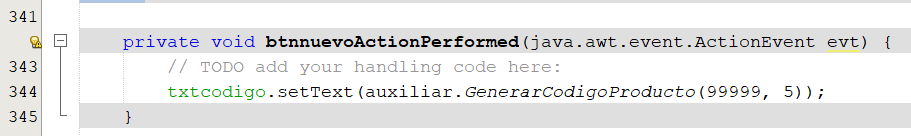 341
private void btnnuevoActionPerformed(java.awt.event.ActionEvent evt) {
343 // TODO add your handling code here:
344 txtcodigo.setText(auxiliar.GenerarCodigoProducto(99999, 5));
345 }